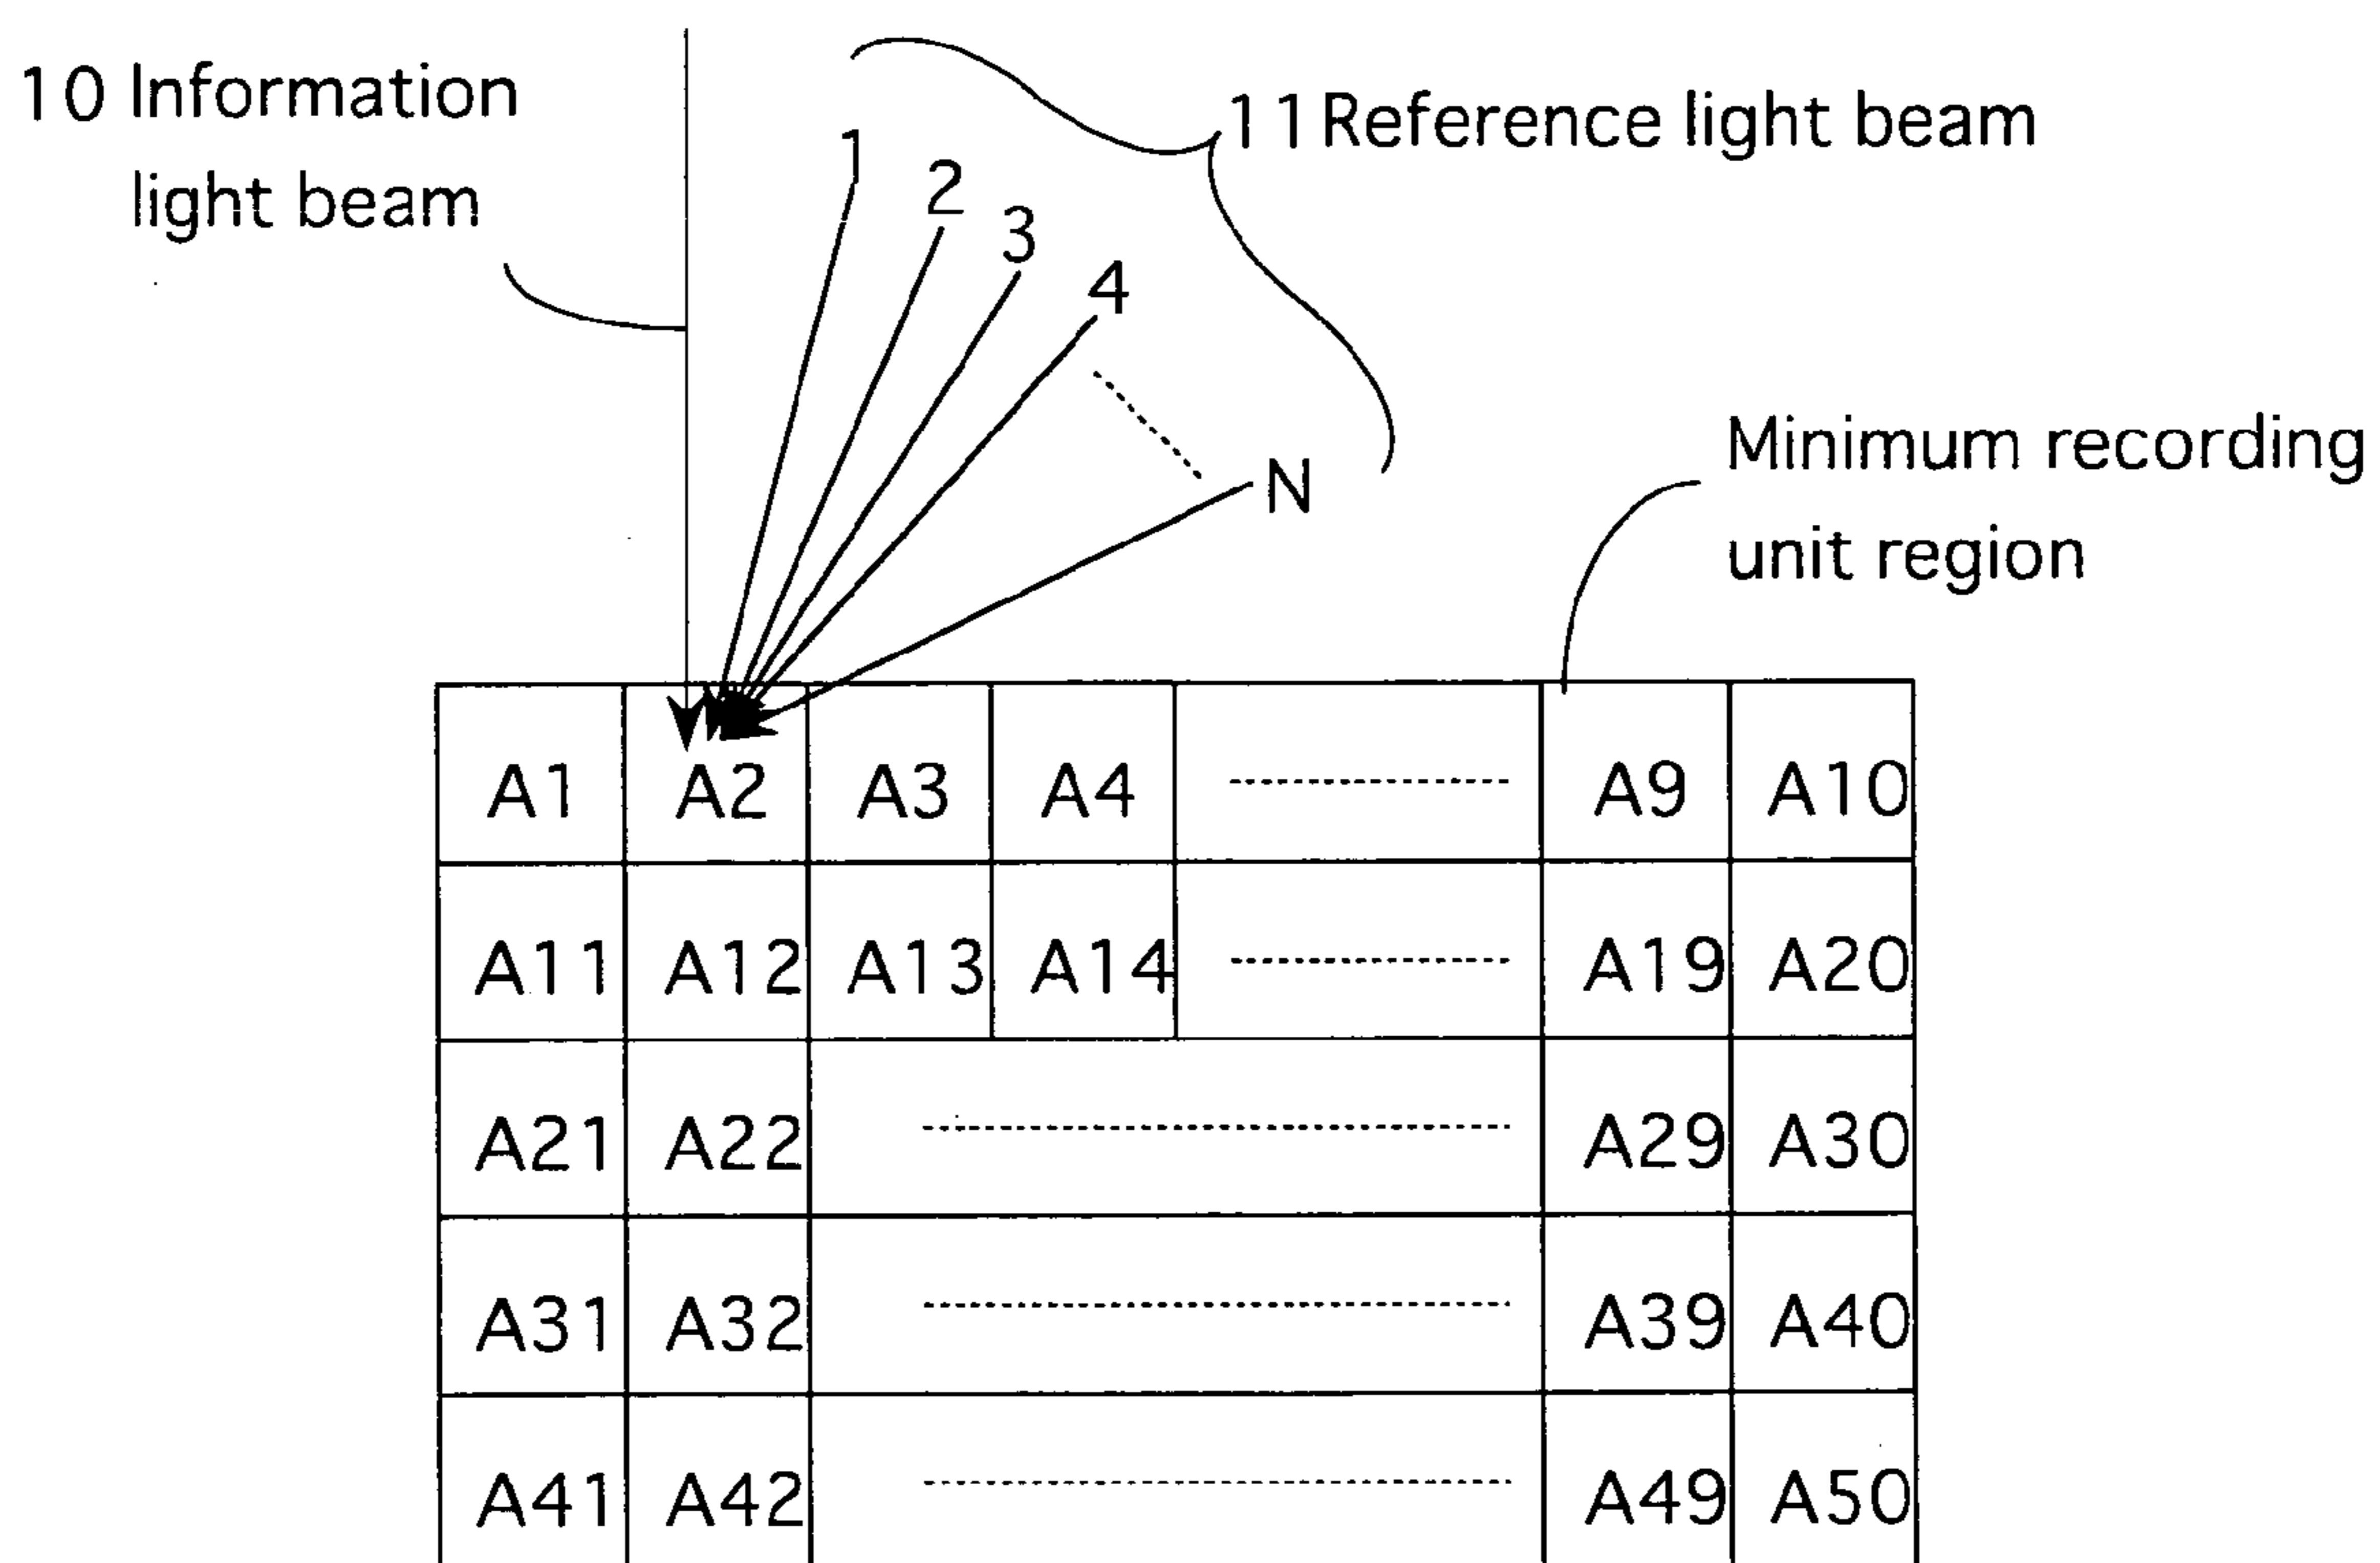 10 Information
light beam
11 Reference light beam
1
2
3
4
N
Minimum recording
unit region
A1 A2 A3 A4 A9 A10
A11 A12 A13 A14 A19 A20
A21 A22 A29 A30
A31 A32 A39 A40
A41 A42 A49 A50